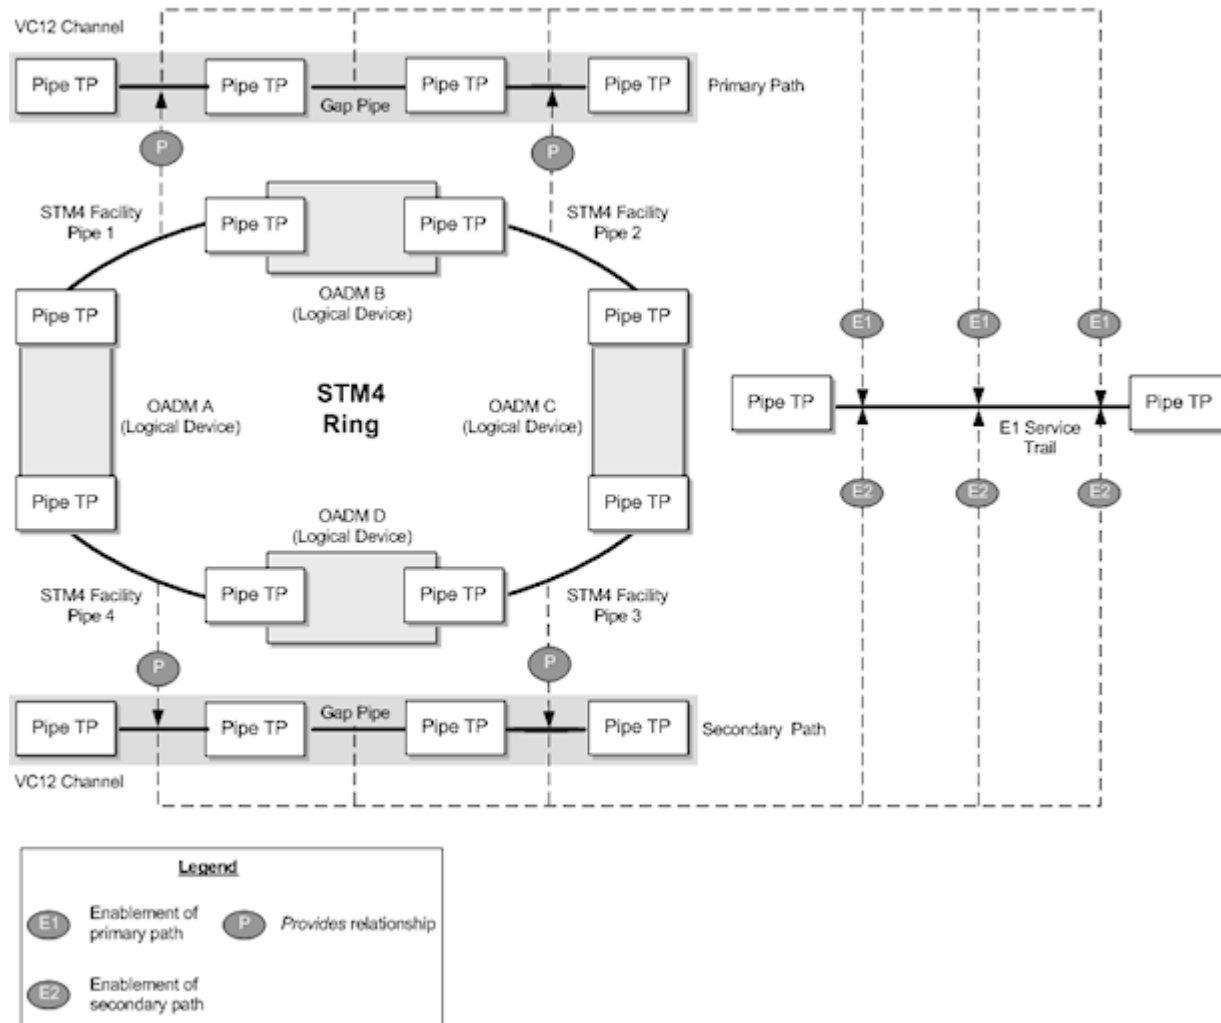 VC12 Channel
Pipe TP
Pipe TP
Pipe TP
Pipe TP
Primary Path
Gap Pipe
P
P
STM4 Facility
Pipe 1
Pipe TP
Pipe TP
STM4 Facility
Pipe 2
OADM B
(Logical Device)
Pipe TP
Pipe TP
E1
E1
E1
OADM A
(Logical Device)
STM4
Ring
OADM C
(Logical Device)
Pipe TP
Pipe TP
E1 Service
Trail
Pipe TP
Pipe TP
E2
E2
E2
OADM D
(Logical Device)
STM4 Facility
Pipe 4
Pipe TP
Pipe TP
STM4 Facility
Pipe 3
P
P
Pipe TP
Pipe TP
Gap Pipe
Pipe TP
Pipe TP
Secondary Path
VC12 Channel
Legend
E1
Enablement of
primary path
P
Provides relationship
E2
Enablement of
secondary path